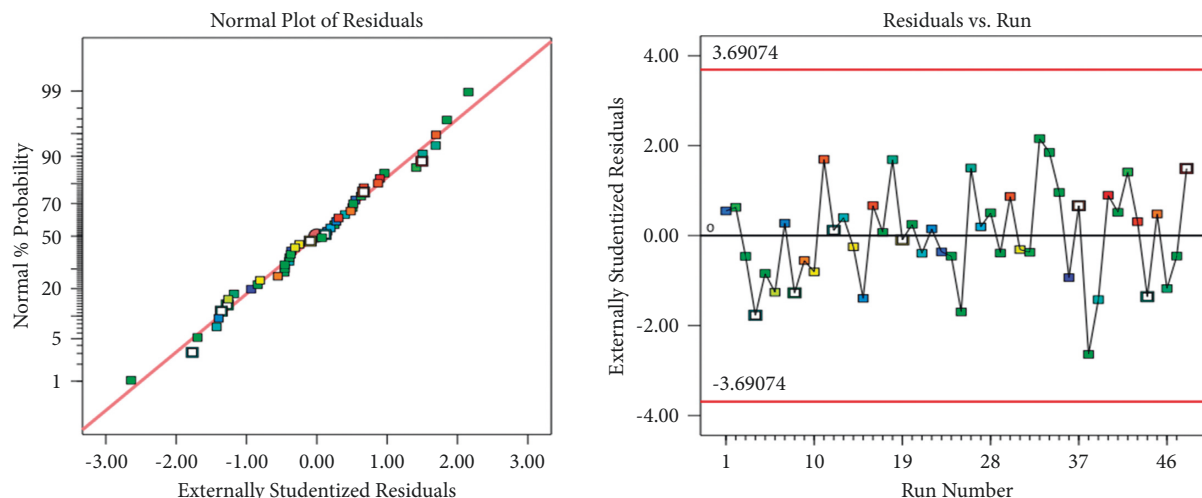 Normal Plot of Residuals
Normal % Probability
99
90
70
50
20
5
1
-3.00 -2.00 -1.00 0.00 1.00 2.00 3.00
Externally Studentized Residuals
Residuals vs. Run
Externally Studentized Residuals
4.00
2.00
0.00
-2.00
-4.00
3.69074
0
-3.69074
1 10 19 28 37 46
Run Number